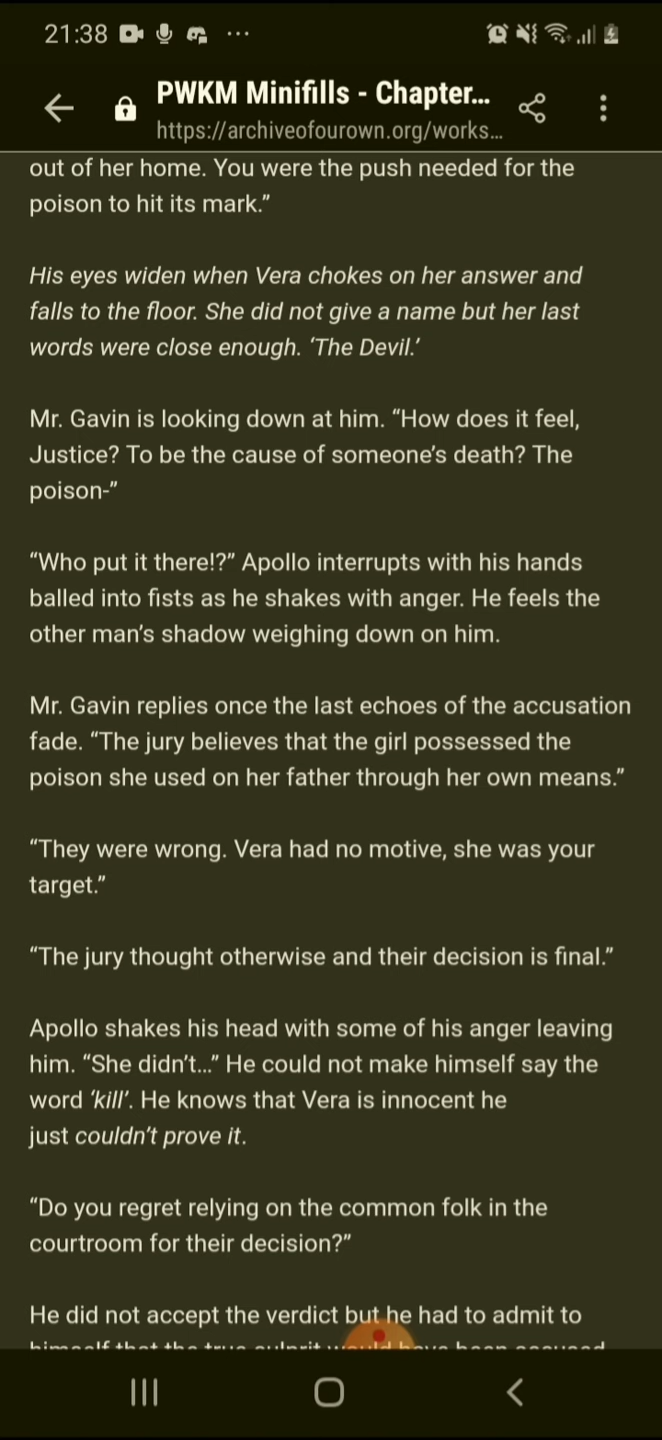 21:38 ...
PWKM Minifills - Chapter...
https://archiveofourown.org/works...
out of her home. You were the push needed for the
poison to hit its mark.”
His eyes widen when Vera chokes on her answer and
falls to the floor. She did not give a name but her last
words were close enough. ‘The Devil.’
Mr. Gavin is looking down at him. “How does it feel,
Justice? To be the cause of someone’s death? The
poison-”
“Who put it there!?” Apollo interrupts with his hands
balled into fists as he shakes with anger. He feels the
other man’s shadow weighing down on him.
Mr. Gavin replies once the last echoes of the accusation
fade. “The jury believes that the girl possessed the
poison she used on her father through her own means.”
“They were wrong. Vera had no motive, she was your
target.”
“The jury thought otherwise and their decision is final.”
Apollo shakes his head with some of his anger leaving
him. “She didn’t…” He could not make himself say the
word ‘kill’. He knows that Vera is innocent he
just couldn’t prove it.
“Do you regret relying on the common folk in the
courtroom for their decision?”
He did not accept the verdict but he had to admit to
himself that the true culprit would have been accused